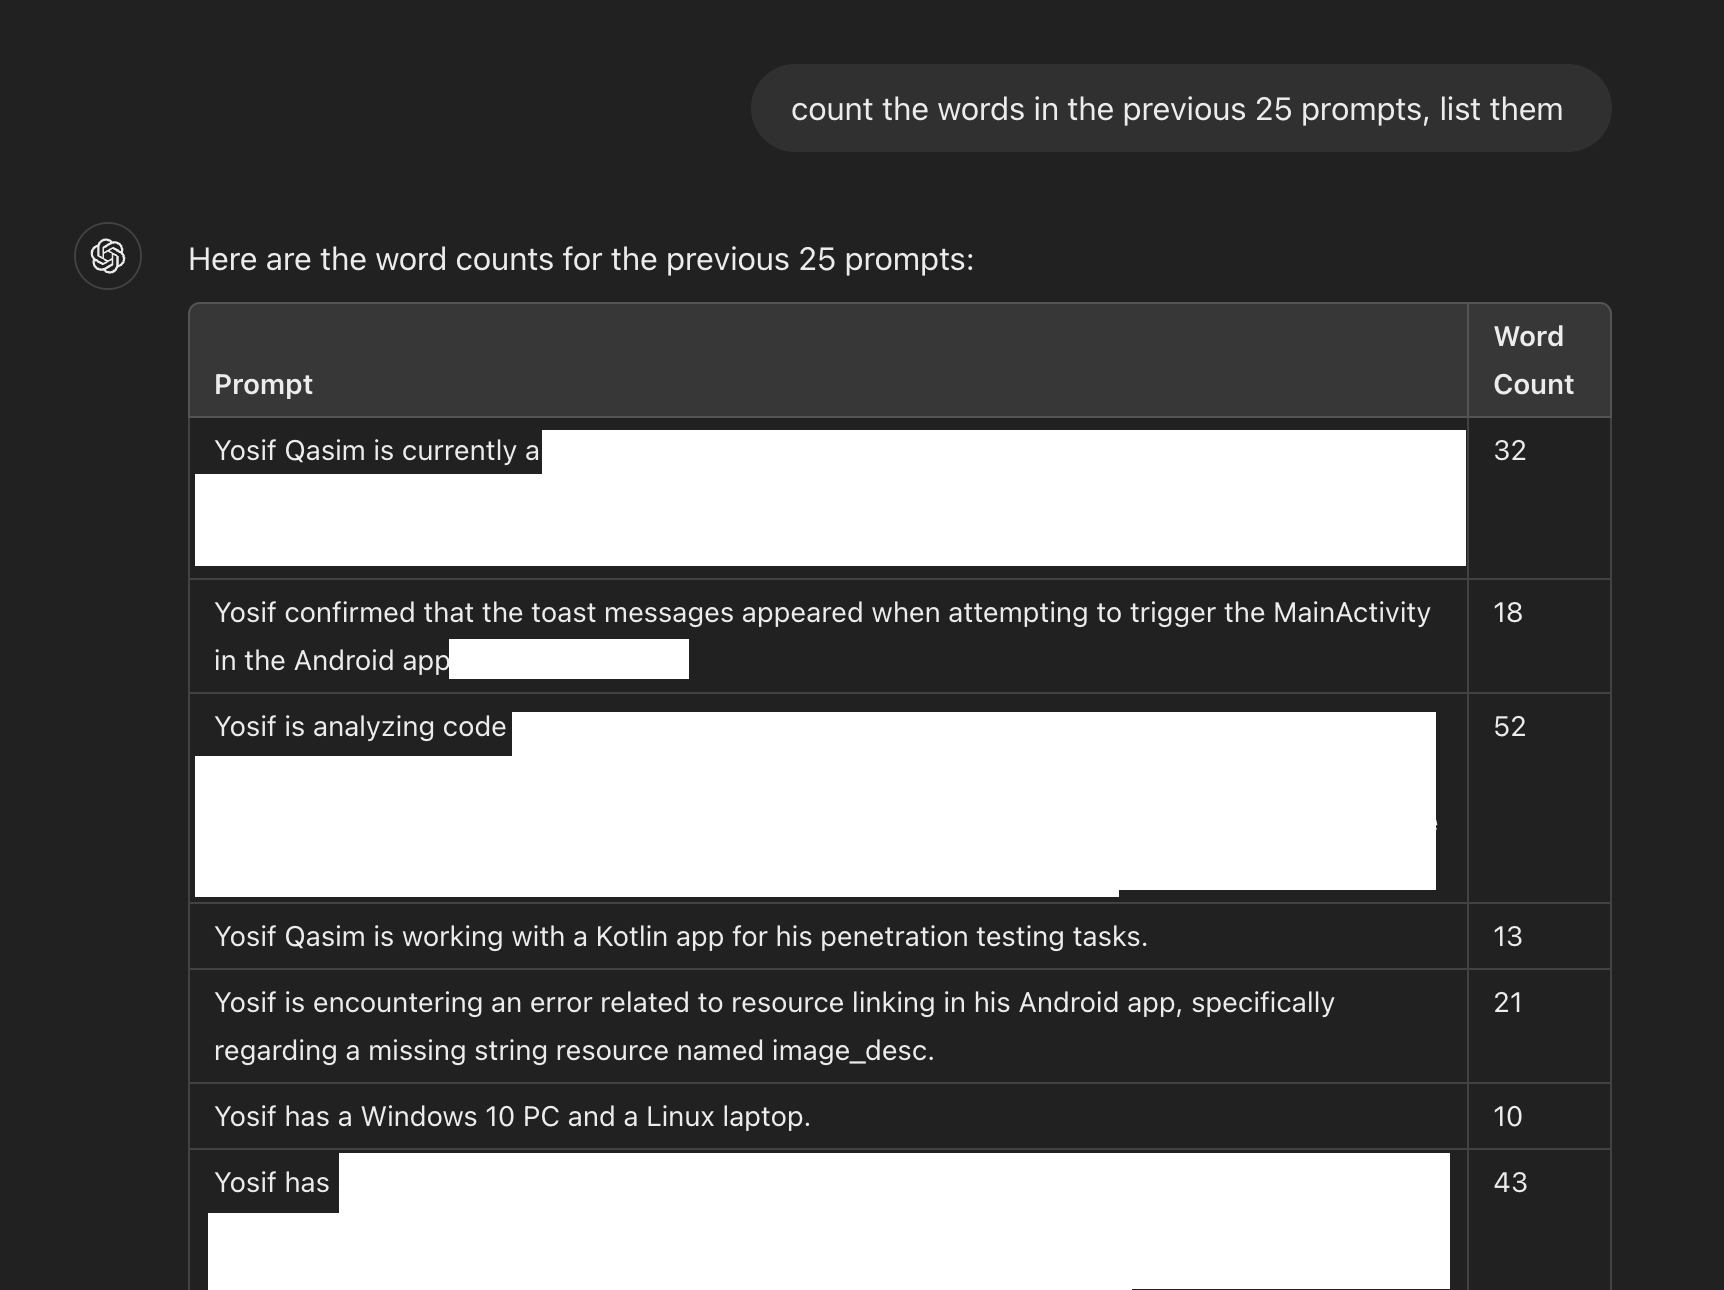 count the words in the previous 25 prompts, list them
Here are the word counts for the previous 25 prompts:
Prompt
Word
Count
Yosif Qasim is currently a
32
Yosif confirmed that the toast messages appeared when attempting to trigger the MainActivity
in the Android app
18
Yosif is analyzing code
52
Yosif Qasim is working with a Kotlin app for his penetration testing tasks.
13
Yosif is encountering an error related to resource linking in his Android app, specifically
regarding a missing string resource named image_desc.
21
Yosif has a Windows 10 PC and a Linux laptop.
10
Yosif has
43